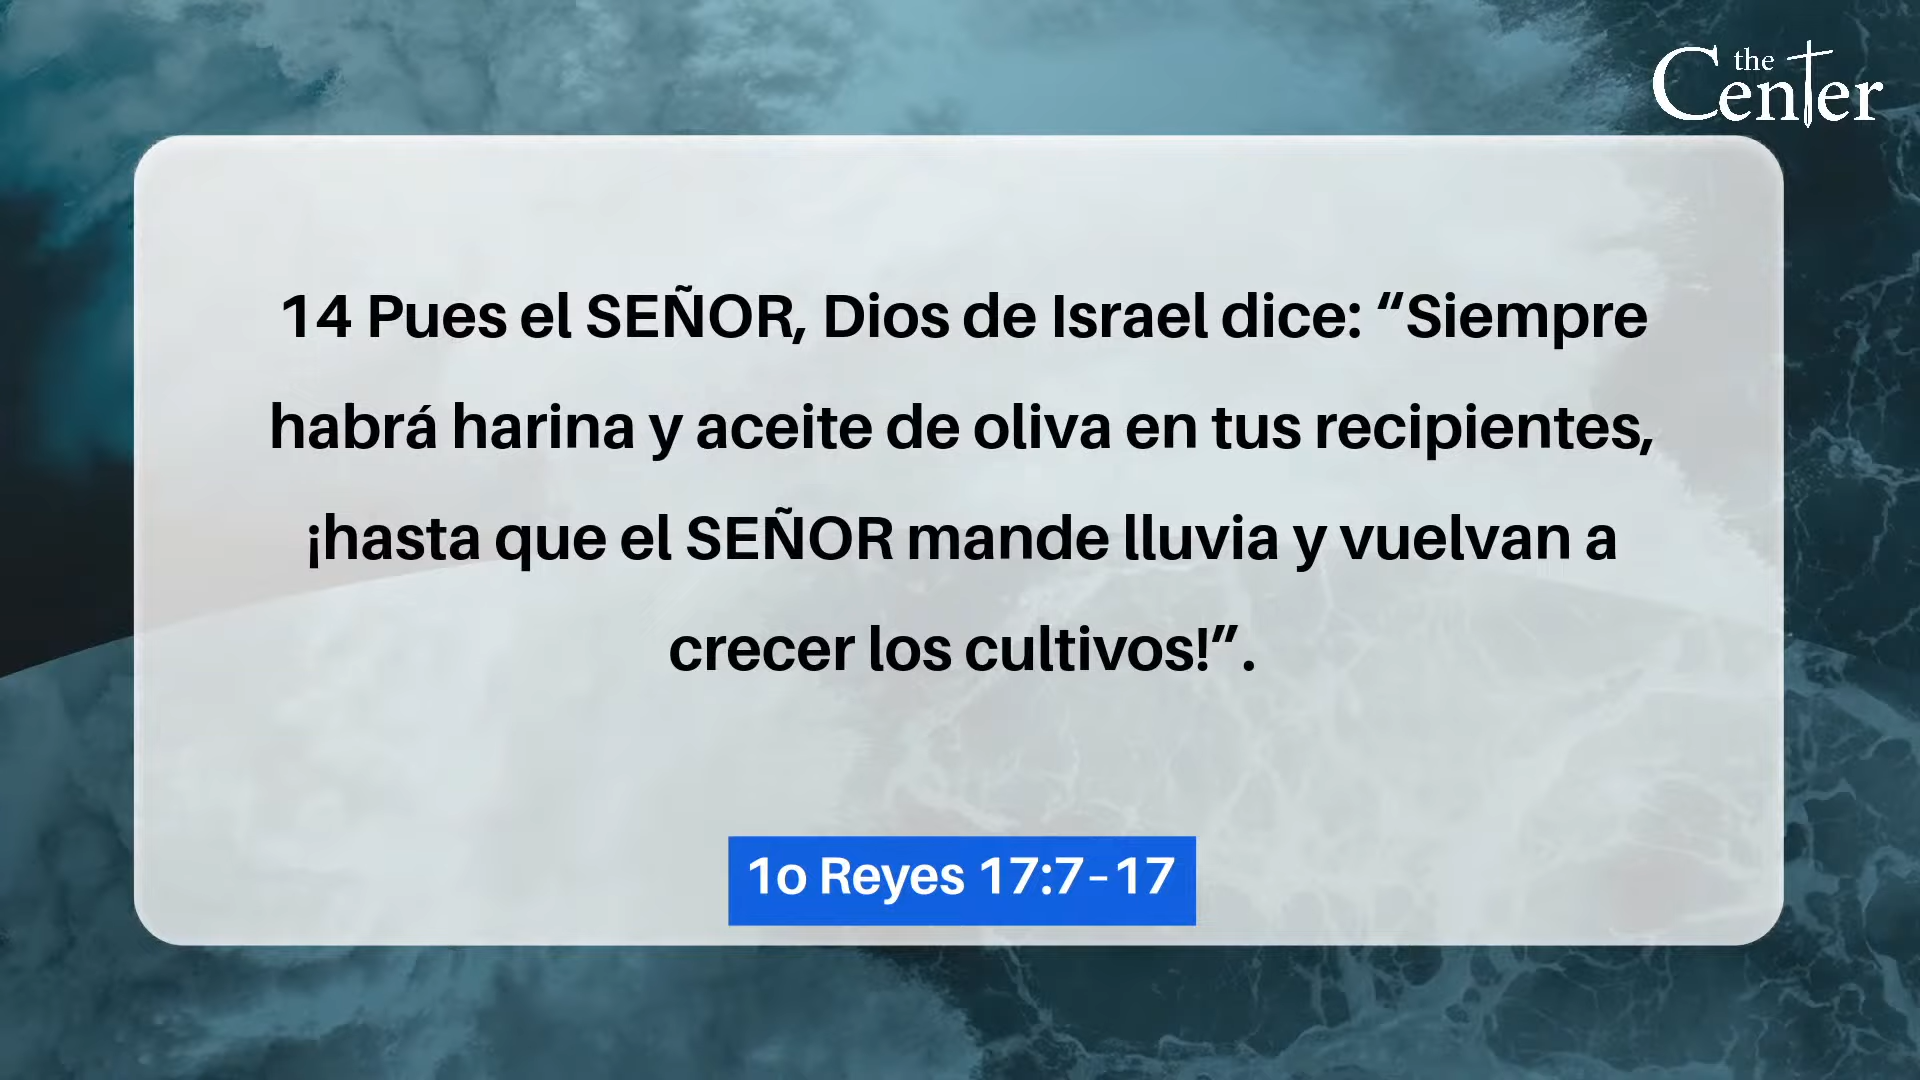 the
Center
14 Pues el SEÑOR, Dios de Israel dice: “Siempre
habrá harina y aceite de oliva en tus recipientes,
¡hasta que el SEÑOR mande lluvia y vuelvan a
crecer los cultivos!”.
1o Reyes 17:7-17